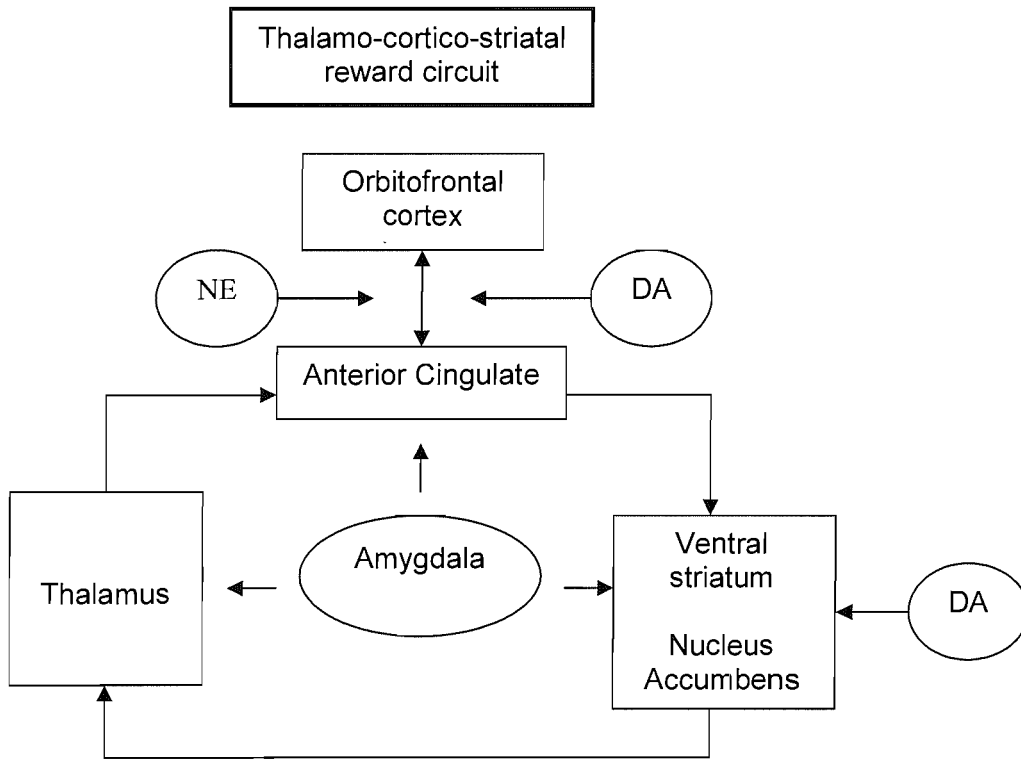 Thalamo-cortico-striatal
reward circuit
Orbitofrontal
cortex
NE
DA
Anterior Cingulate
Amygdala
Thalamus
Ventral
striatum
Nucleus
Accumbens
DA